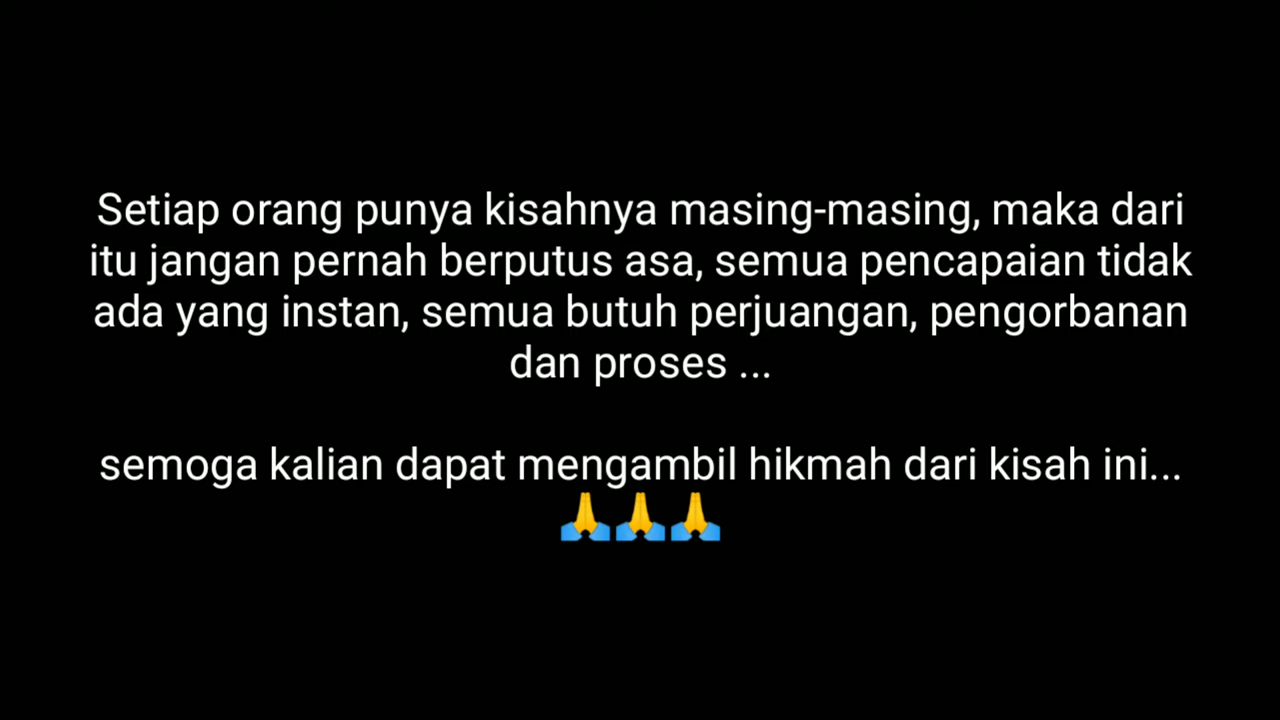 Setiap orang punya kisahnya masing-masing, maka dari
itu jangan pernah berputus asa, semua pencapaian tidak
ada yang instan, semua butuh perjuangan, pengorbanan
dan proses ...
semoga kalian dapat mengambil hikmah dari kisah ini...
🙏🙏🙏